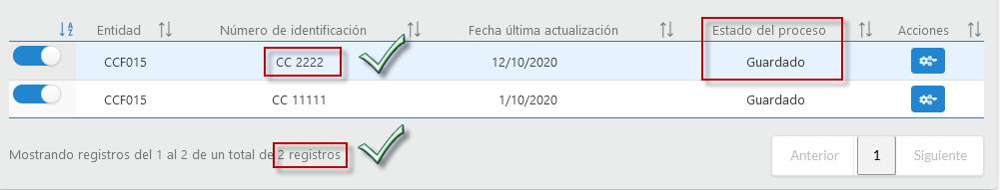 Entidad Número de identificación Fecha última actualización Estado del proceso Acciones
CCF015 CC 2222 12/10/2020 Guardado
CCF015 CC 11111 1/10/2020 Guardado
Mostrando registros del 1 al 2 de un total de 2 registros Anterior 1 Siguiente